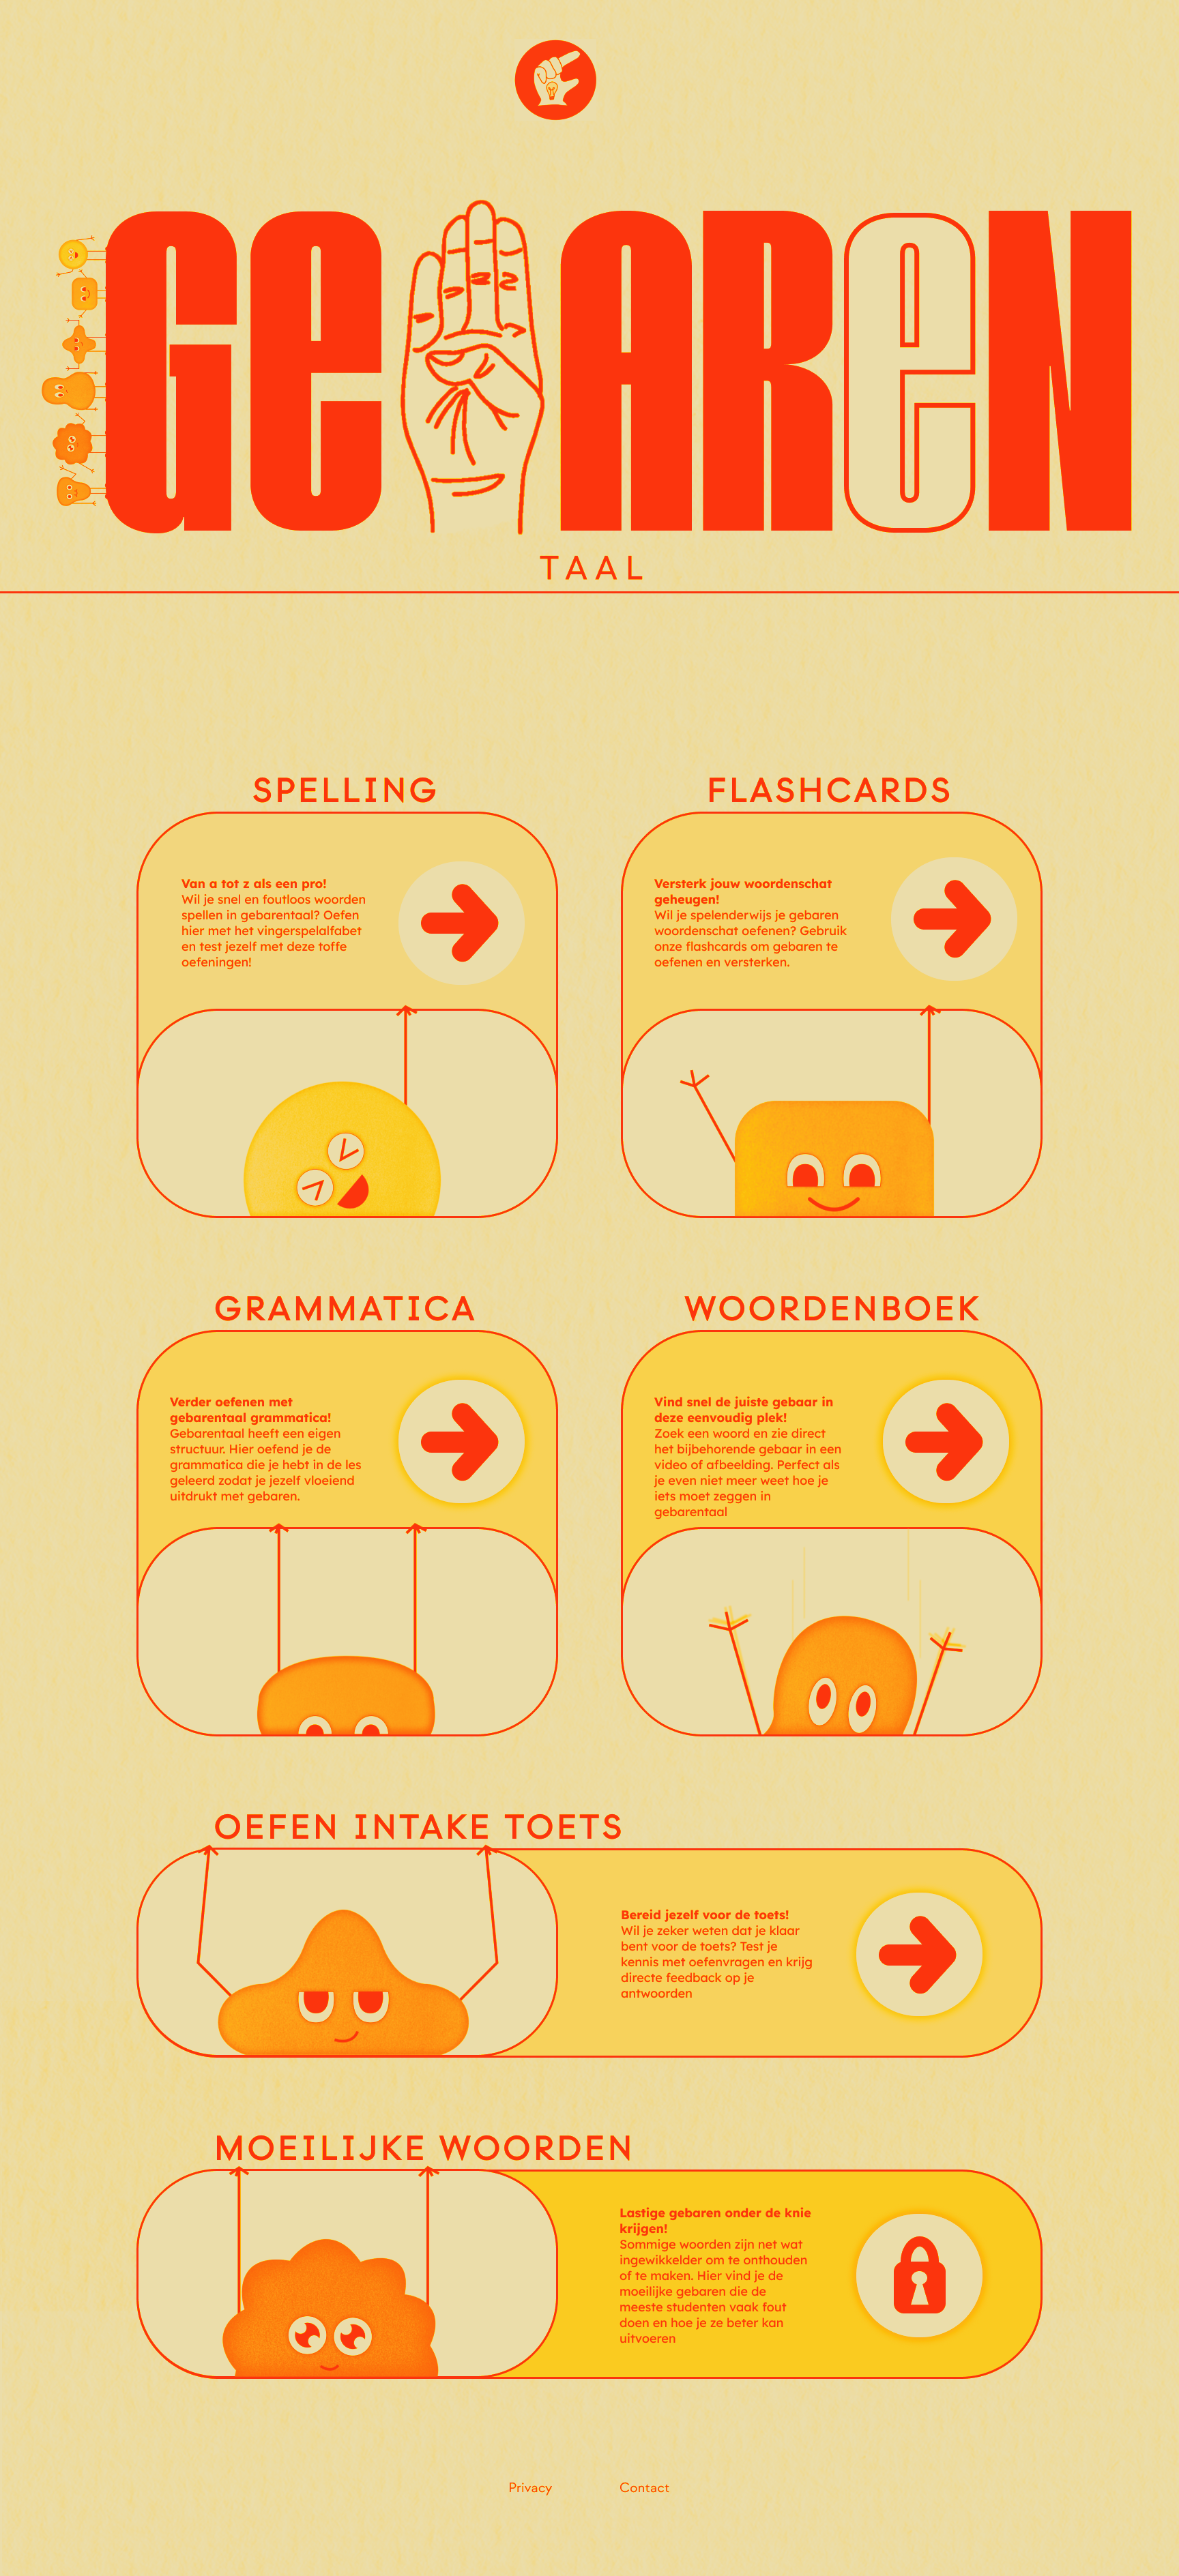 GeAReN
TAAL
SPELLING
Van a tot z als een pro!
Wil je snel en foutloos woorden
spellen in gebarentaal? Oefen
hier met het vingerspelalfabet
en test jezelf met deze toffe
oefeningen!
FLASHCARDS
Versterk jouw woordenschat
geheugen!
Wil je spelenderwijs je gebaren
woordenschat oefenen? Gebruik
onze flashcards om gebaren te
oefenen en versterken.
GRAMMATICA
Verder oefenen met
gebarentaal grammatica!
Gebarentaal heeft een eigen
structuur. Hier oefend je de
grammatica die je hebt in de les
geleerd zodat je jezelf vloeiend
uitdrukt met gebaren.
WOORDENBOEK
Vind snel de juiste gebaar in
deze eenvoudig plek!
Zoek een woord en zie direct
het bijbehorende gebaar in een
video of afbeelding. Perfect als
je even niet meer weet hoe je
iets moet zeggen in
gebarentaal
OEFEN INTAKE TOETS
Bereid jezelf voor de toets!
Wil je zeker weten dat je klaar
bent voor de toets? Test je
kennis met oefenvragen en krijg
directe feedback op je
antwoorden
MOEILIJKE WOORDEN
Lastige gebaren onder de knie
krijgen!
Sommige woorden zijn net wat
ingewikkelder om te onthouden
of te maken. Hier vind je de
moeilijke gebaren die de
meeste studenten vaak fout
doen en hoe je ze beter kan
uitvoeren
Privacy
Contact